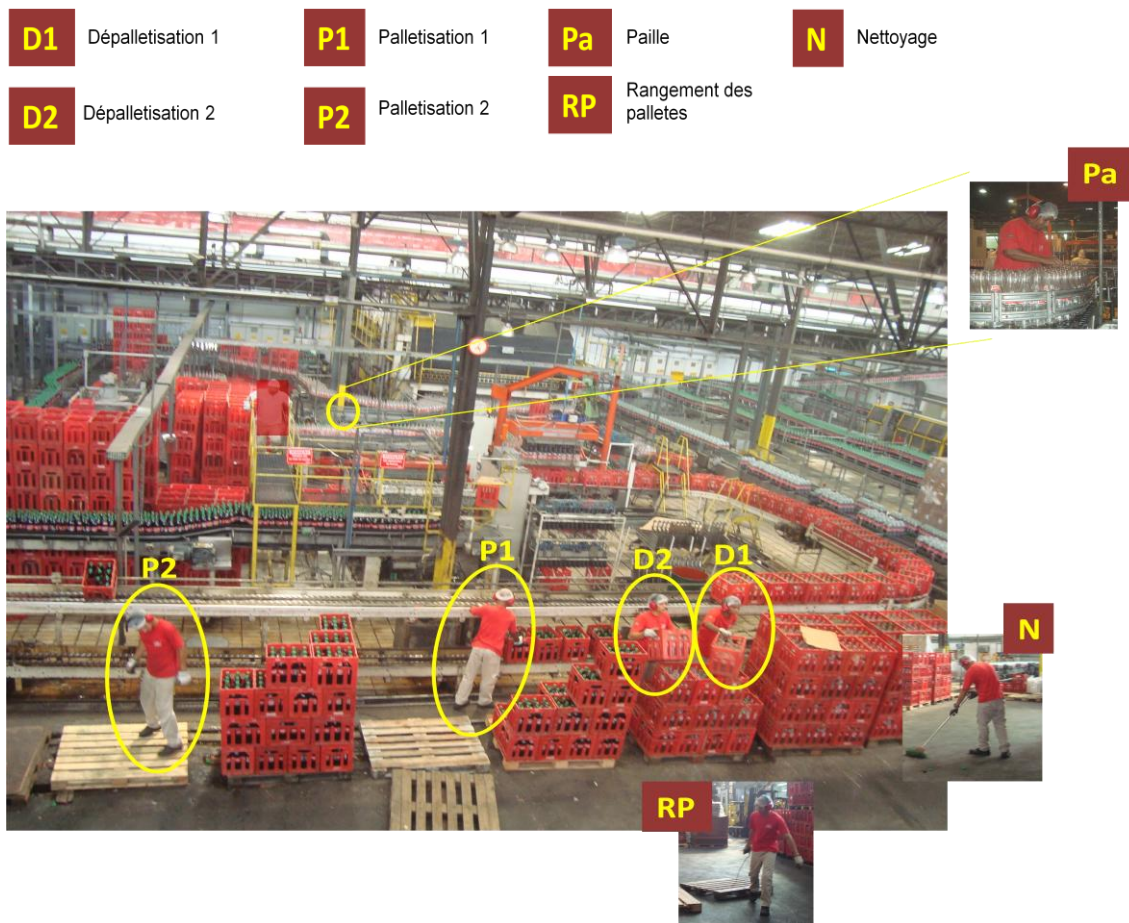 D1 Dépalletisation 1
P1 Palletisation 1
Pa Paille
N Nettoyage
D2 Dépalletisation 2
P2 Palletisation 2
RP Rangement des
palletes
Pa
P2
P1
D2
D1
N
RP